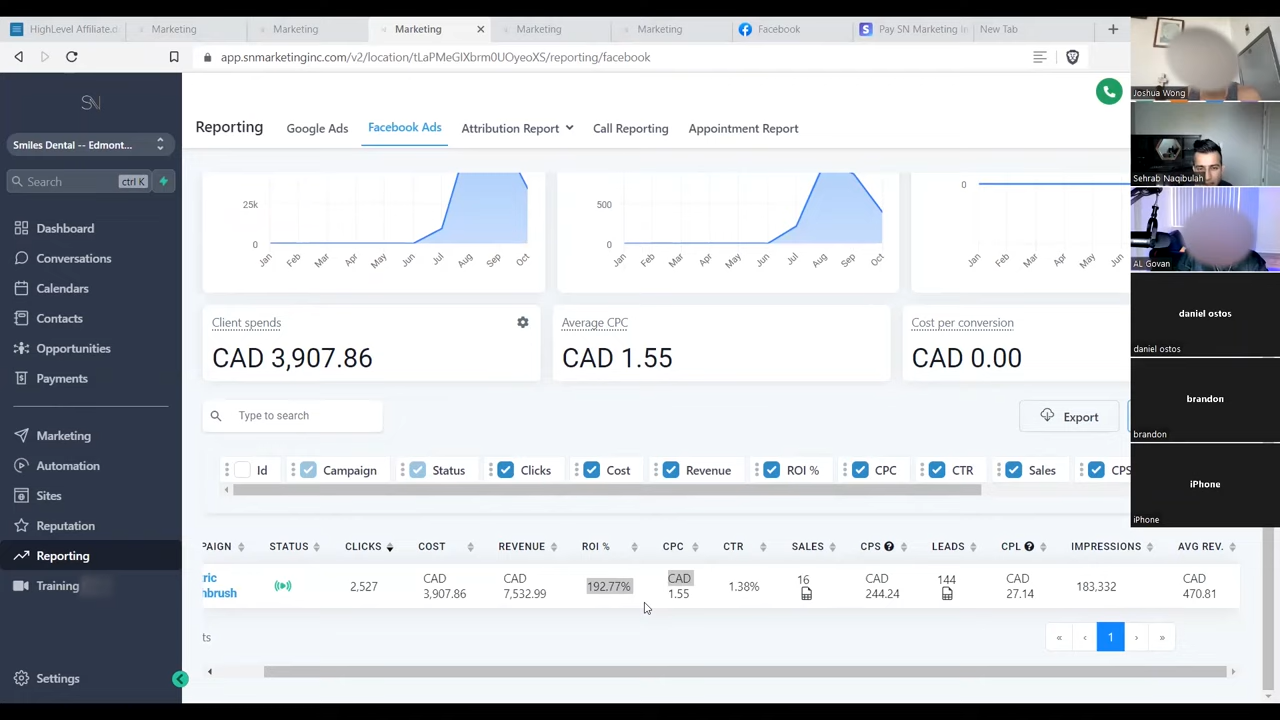 HighLevel Affiliate.d
Marketing
Marketing
Marketing
Marketing
Marketing
Facebook
Pay SN Marketing In
New Tab
app.snmarketinginc.com/v2/location/tLaPMeGIXbrm0UOyeoXS/reporting/facebook
SN
Smiles Dental -- Edmont...
Search
ctrl K
Dashboard
Conversations
Calendars
Contacts
Opportunities
Payments
Marketing
Automation
Sites
Reputation
Reporting
Training
Settings
Reporting
Google Ads
Facebook Ads
Attribution Report
Call Reporting
Appointment Report
25k
0
Jan
Feb
Mar
Apr
May
Jun
Jul
Aug
Sep
Oct
500
0
Jan
Feb
Mar
Apr
May
Jun
Jul
Aug
Sep
Oct
0
Jan
Feb
Mar
Apr
May
Jun
Client spends
CAD 3,907.86
Average CPC
CAD 1.55
Cost per conversion
CAD 0.00
Type to search
Export
Id
Campaign
Status
Clicks
Cost
Revenue
ROI %
CPC
CTR
Sales
CPS
PAIGN STATUS CLICKS COST REVENUE ROI % CPC CTR SALES CPS LEADS CPL IMPRESSIONS AVG REV.
ric
nbrush
2,527
CAD
3,907.86
CAD
7,532.99
192.77%
CAD
1.55
1.38%
16
CAD
244.24
144
CAD
27.14
183,332
CAD
470.81
ts
« ‹ 1 › »
Joshua Wong
Sehrab Naqibulah
AL Govan
daniel ostos
daniel ostos
brandon
brandon
iPhone
iPhone